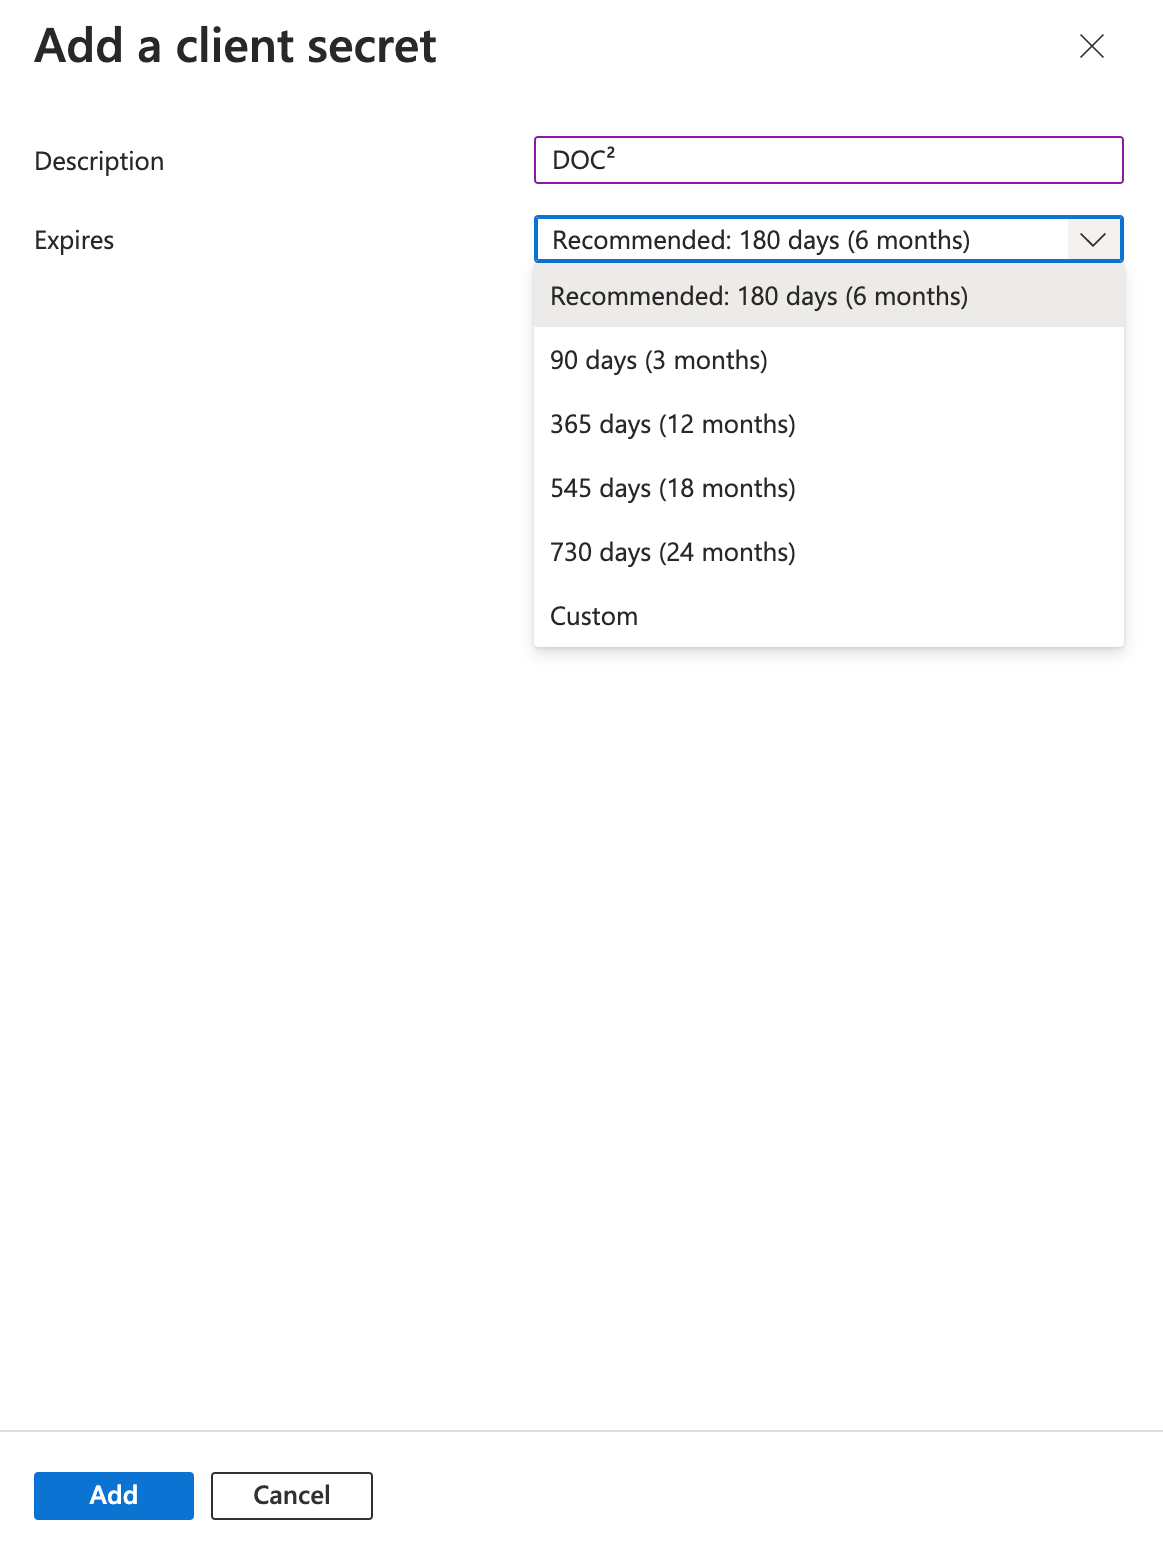 Add a client secret
Description
DOC²
Expires
Recommended: 180 days (6 months)
Recommended: 180 days (6 months)
90 days (3 months)
365 days (12 months)
545 days (18 months)
730 days (24 months)
Custom
Add
Cancel